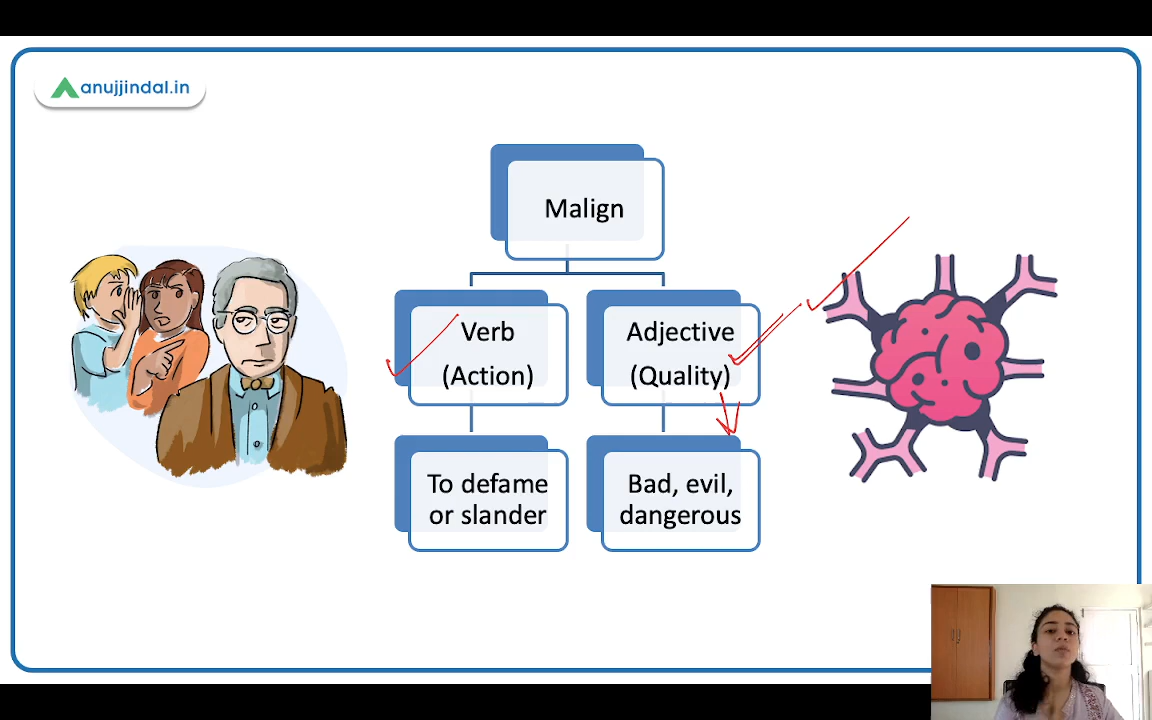 anujjindal.in
Malign
Verb
(Action)
Adjective
(Quality)
To defame
or slander
Bad, evil,
dangerous